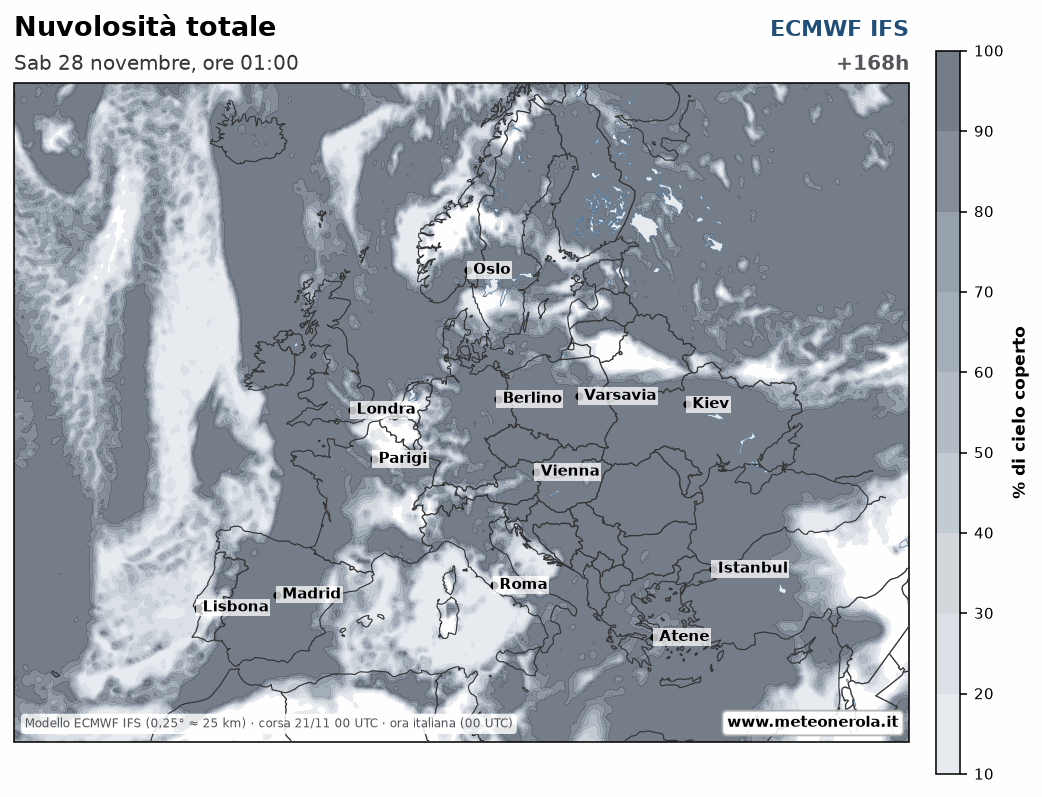 Nuvolosità totale
ECMWF IFS
Sab 28 novembre, ore 01:00
+168h
100
90
80
70
60
50
40
30
20
10
% di cielo coperto
Oslo
Berlino
Varsavia
Kiev
Londra
Parigi
Vienna
Istanbul
Roma
Madrid
Lisbona
Atene
Modello ECMWF IFS (0,25° ≈ 25 km) · corsa 21/11 00 UTC · ora italiana (00 UTC)
www.meteonerola.it